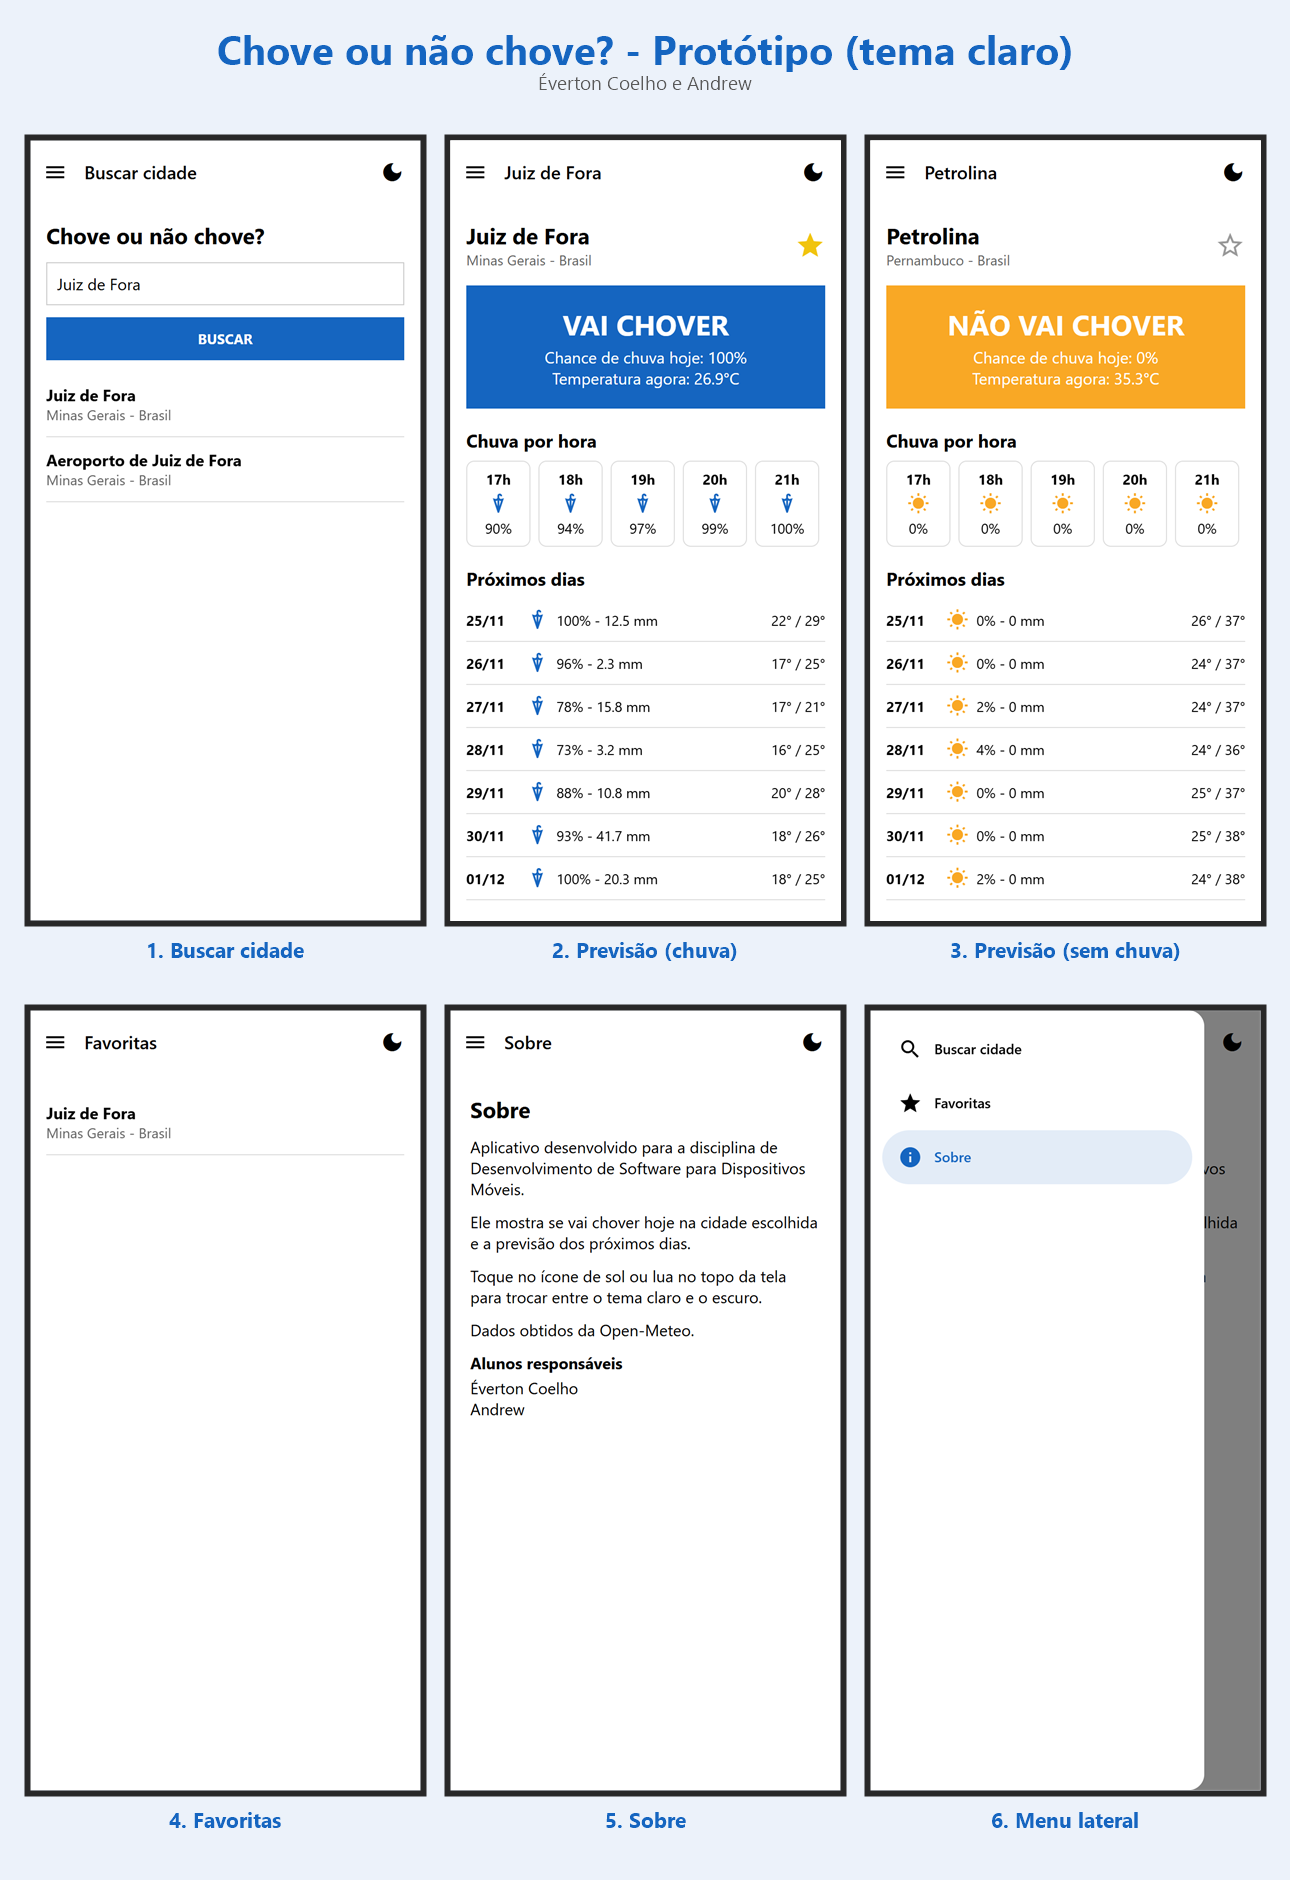 Chove ou não chove? - Protótipo (tema claro)
Éverton Coelho e Andrew
Buscar cidade
Chove ou não chove?
Juiz de Fora
BUSCAR
Juiz de Fora
Minas Gerais - Brasil
Aeroporto de Juiz de Fora
Minas Gerais - Brasil
1. Buscar cidade
Juiz de Fora
Juiz de Fora
Minas Gerais - Brasil
VAI CHOVER
Chance de chuva hoje: 100%
Temperatura agora: 26.9°C
Chuva por hora
17h 18h 19h 20h 21h
90% 94% 97% 99% 100%
Próximos dias
25/11 100% - 12.5 mm 22° / 29°
26/11 96% - 2.3 mm 17° / 25°
27/11 78% - 15.8 mm 17° / 21°
28/11 73% - 3.2 mm 16° / 25°
29/11 88% - 10.8 mm 20° / 28°
30/11 93% - 41.7 mm 18° / 26°
01/12 100% - 20.3 mm 18° / 25°
2. Previsão (chuva)
Petrolina
Petrolina
Pernambuco - Brasil
NÃO VAI CHOVER
Chance de chuva hoje: 0%
Temperatura agora: 35.3°C
Chuva por hora
17h 18h 19h 20h 21h
0% 0% 0% 0% 0%
Próximos dias
25/11 0% - 0 mm 26° / 37°
26/11 0% - 0 mm 24° / 37°
27/11 2% - 0 mm 24° / 37°
28/11 4% - 0 mm 24° / 36°
29/11 0% - 0 mm 25° / 37°
30/11 0% - 0 mm 25° / 38°
01/12 2% - 0 mm 24° / 38°
3. Previsão (sem chuva)
Favoritas
Juiz de Fora
Minas Gerais - Brasil
4. Favoritas
Sobre
Sobre
Aplicativo desenvolvido para a disciplina de
Desenvolvimento de Software para Dispositivos
Móveis.
Ele mostra se vai chover hoje na cidade escolhida
e a previsão dos próximos dias.
Toque no ícone de sol ou lua no topo da tela
para trocar entre o tema claro e o escuro.
Dados obtidos da Open-Meteo.
Alunos responsáveis
Éverton Coelho
Andrew
5. Sobre
Buscar cidade
Favoritas
Sobre
vos
lhida
6. Menu lateral